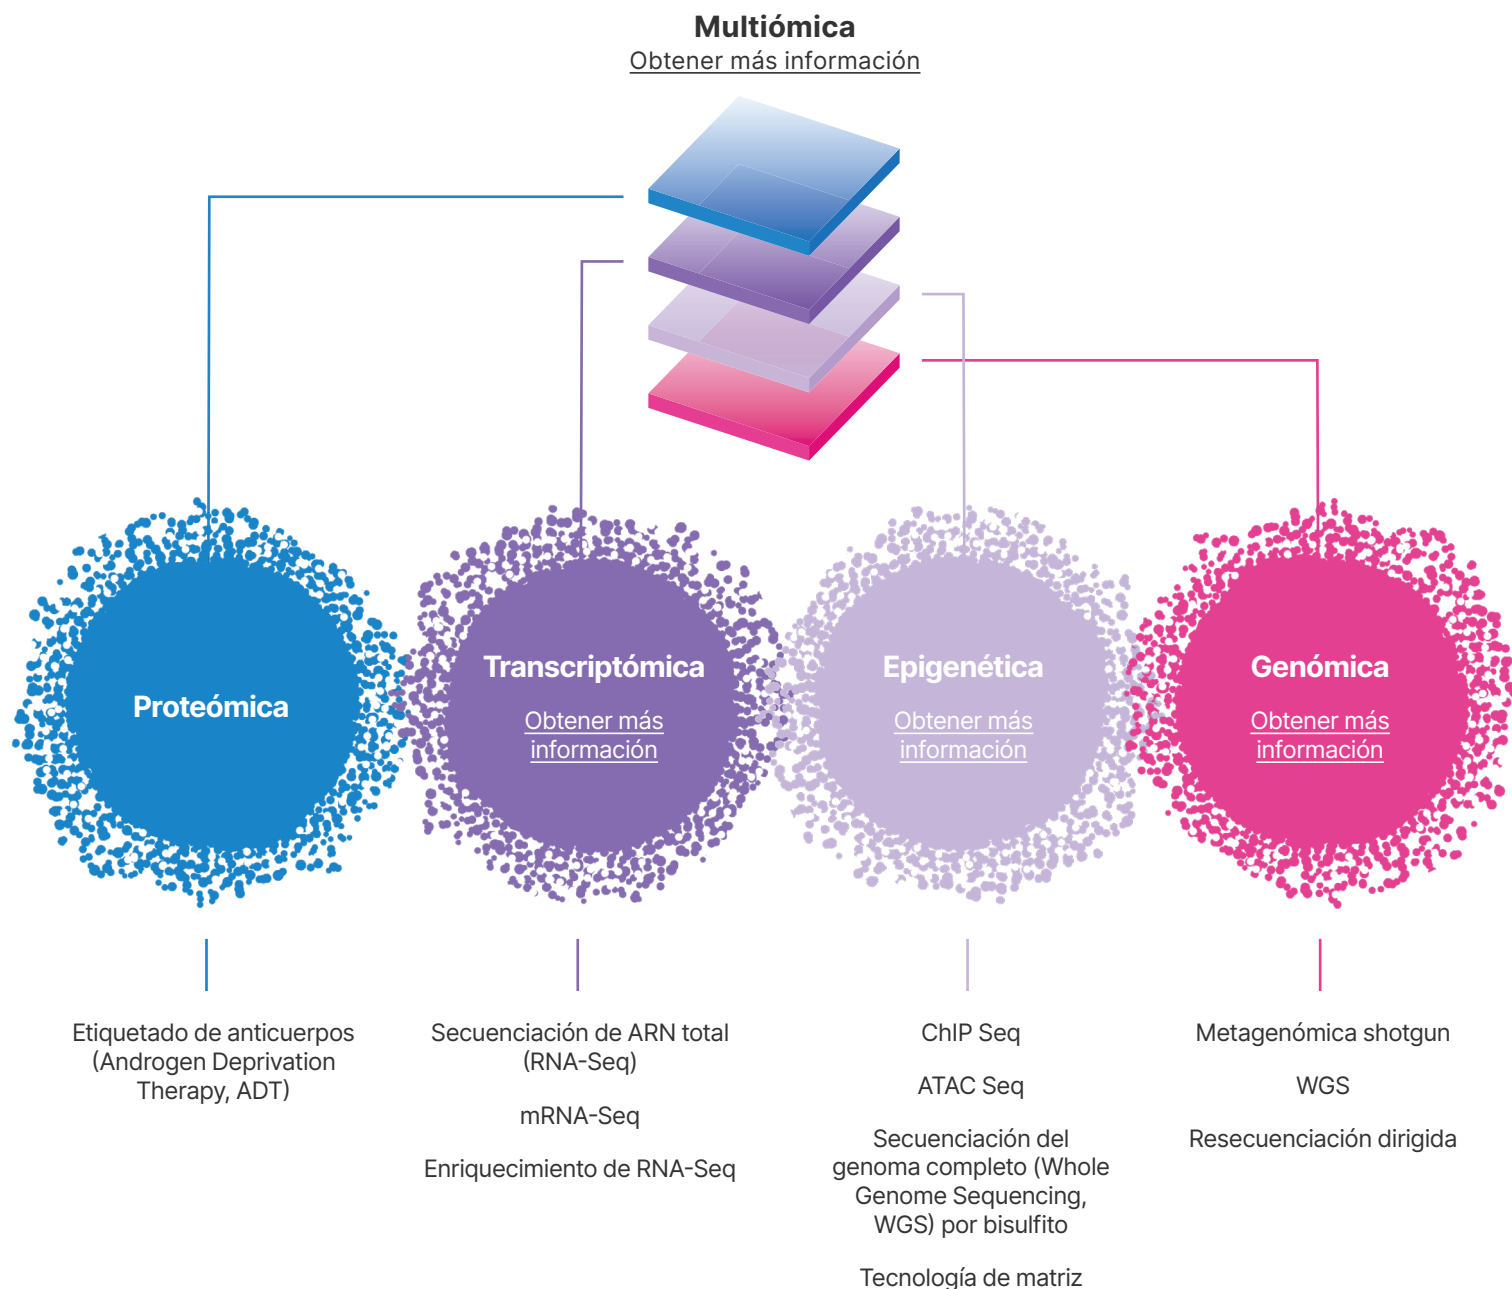 Multiómica
Obtener más información
Proteómica
Transcriptómica
Obtener más
información
Epigenética
Obtener más
información
Genómica
Obtener más
información
Etiquetado de anticuerpos
(Androgen Deprivation
Therapy, ADT)
Secuenciación de ARN total
(RNA-Seq)
mRNA-Seq
Enriquecimiento de RNA-Seq
ChIP Seq
ATAC Seq
Secuenciación del
genoma completo (Whole
Genome Sequencing,
WGS) por bisulfito
Tecnología de matriz
Metagenómica shotgun
WGS
Resecuenciación dirigida